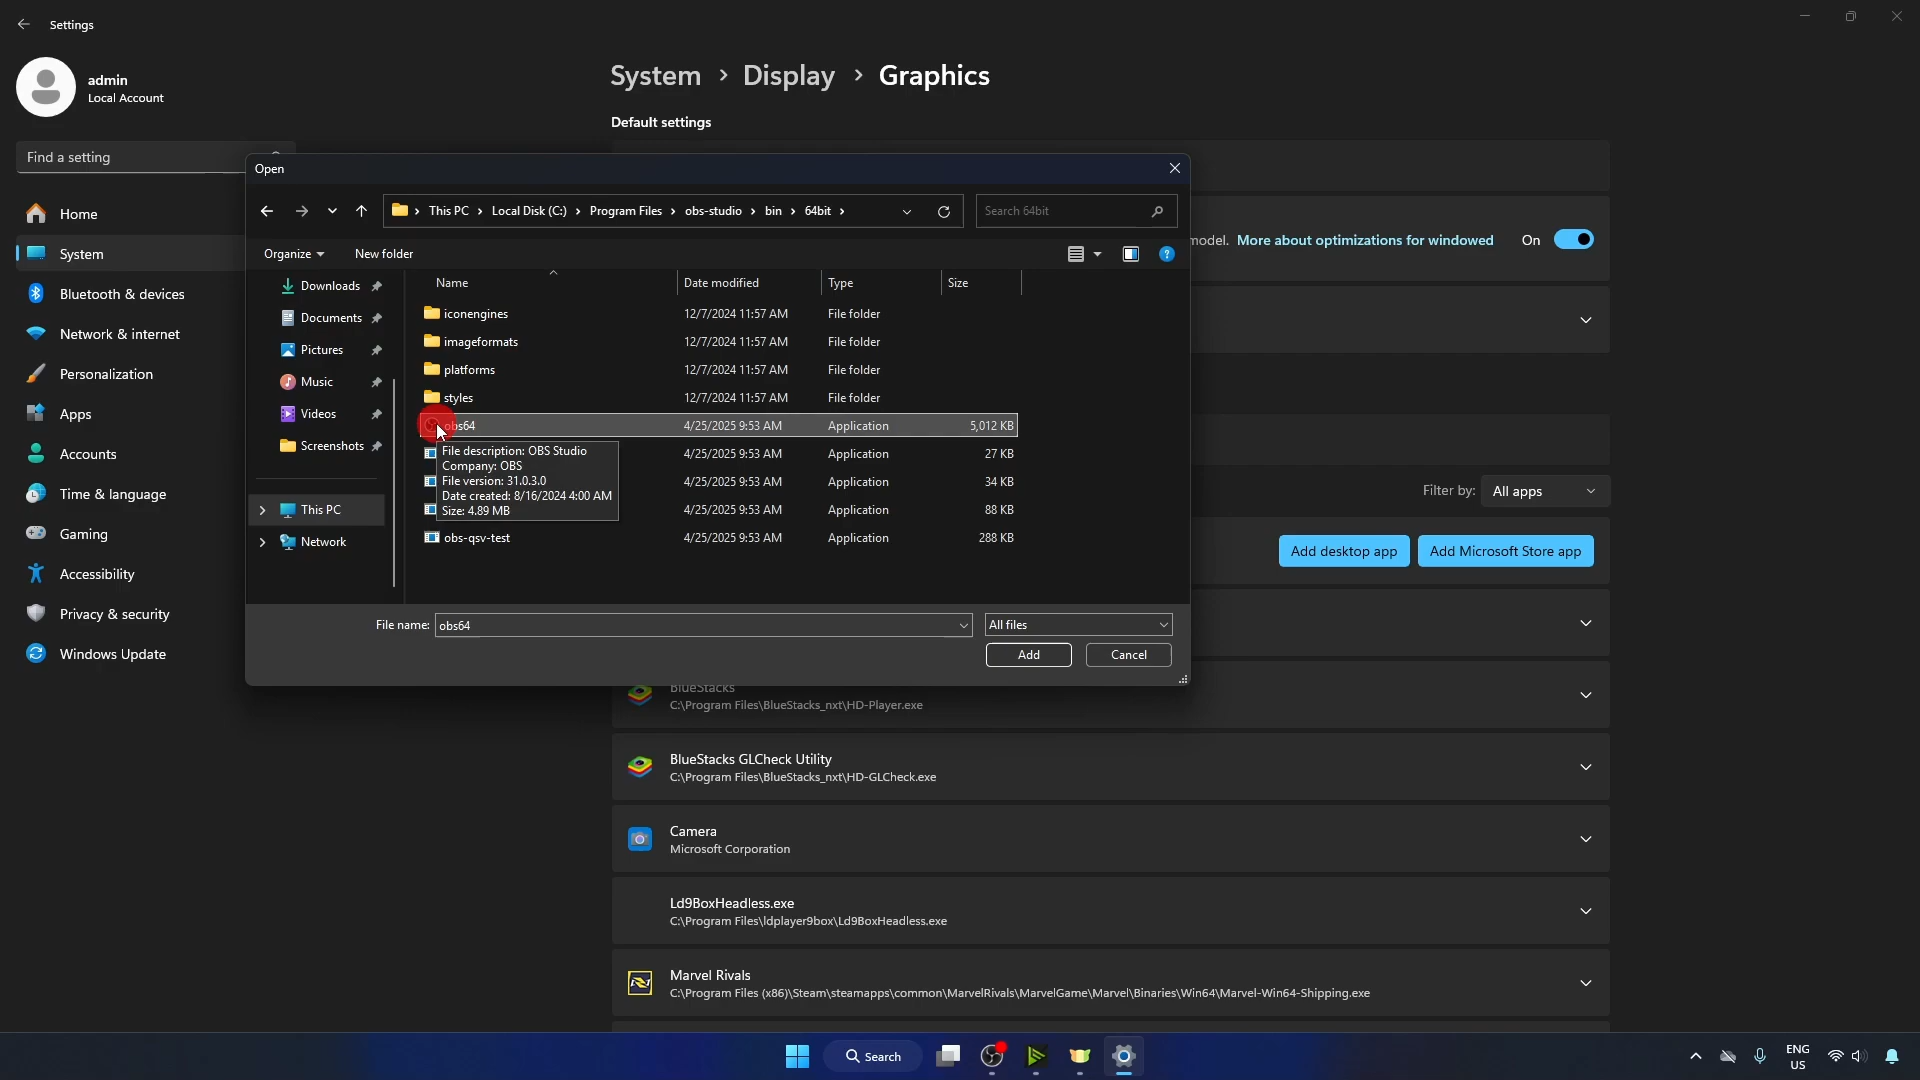 Settings
admin
Local Account
Find a setting
Home
System
Bluetooth & devices
Network & internet
Personalization
Apps
Accounts
Time & language
Gaming
Accessibility
Privacy & security
Windows Update
System > Display > Graphics
Default settings
model. More about optimizations for windowed
On
Filter by: All apps
Add desktop app
Add Microsoft Store app
Open
This PC > Local Disk (C:) > Program Files > obs-studio > bin > 64bit >
Search 64bit
Organize
New folder
Downloads
Documents
Pictures
Music
Videos
Screenshots
This PC
Network
Name Date modified Type Size
iconengines 12/7/2024 11:57 AM File folder
imageformats 12/7/2024 11:57 AM File folder
platforms 12/7/2024 11:57 AM File folder
styles 12/7/2024 11:57 AM File folder
obs64 4/25/2025 9:53 AM Application 5,012 KB
4/25/2025 9:53 AM Application 27 KB
4/25/2025 9:53 AM Application 34 KB
4/25/2025 9:53 AM Application 88 KB
obs-qsv-test 4/25/2025 9:53 AM Application 288 KB
File description: OBS Studio
Company: OBS
File version: 31.0.3.0
Date created: 8/16/2024 4:00 AM
Size: 4.89 MB
File name: obs64
All files
Add
Cancel
BlueStacks
C:\Program Files\BlueStacks_nxt\HD-Player.exe
BlueStacks GLCheck Utility
C:\Program Files\BlueStacks_nxt\HD-GLCheck.exe
Camera
Microsoft Corporation
Ld9BoxHeadless.exe
C:\Program Files\ldplayer9box\Ld9BoxHeadless.exe
Marvel Rivals
C:\Program Files (x86)\Steam\steamapps\common\MarvelRivals\MarvelGame\Marvel\Binaries\Win64\Marvel-Win64-Shipping.exe
Search
ENG
US